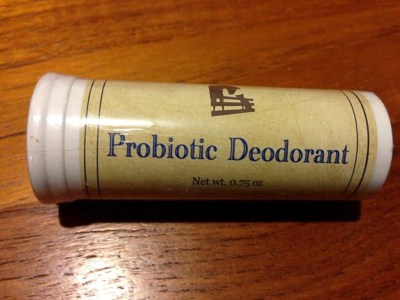 Probiotic Deodorant
Net wt. 0.75 oz